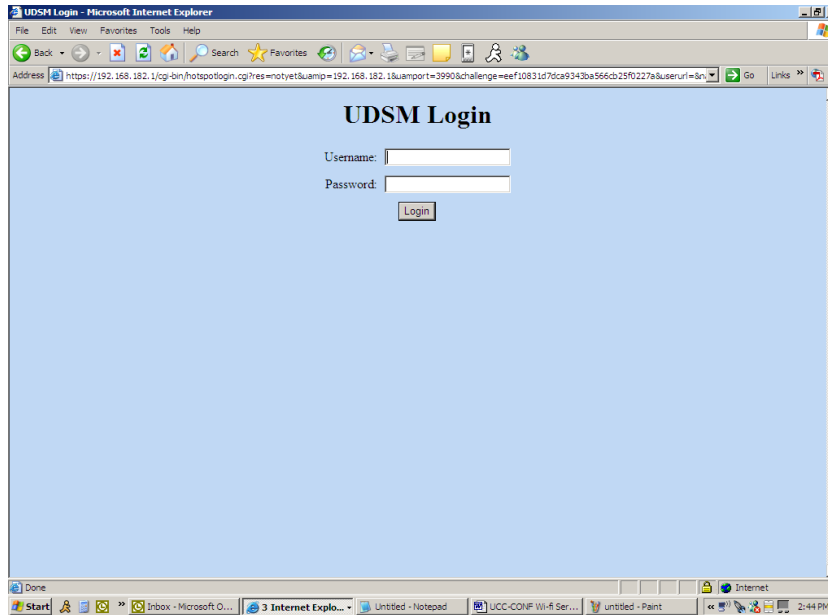 UDSM Login - Microsoft Internet Explorer
File Edit View Favorites Tools Help
Back Search Favorites
Address https://192.168.182.1/cgi-bin/hotspotlogin.cgi?res=notyet&uamip=192.168.182.1&uamport=3990&challenge=eef10831d7dca9343ba566cb25f0227a&userurl=&n Go Links »
UDSM Login
Username:
Password:
Login
Done Internet
Start » Inbox - Microsoft O... 3 Internet Explo... Untitled - Notepad UCC-CONF Wi-fi Ser... untitled - Paint « 2:44 PM